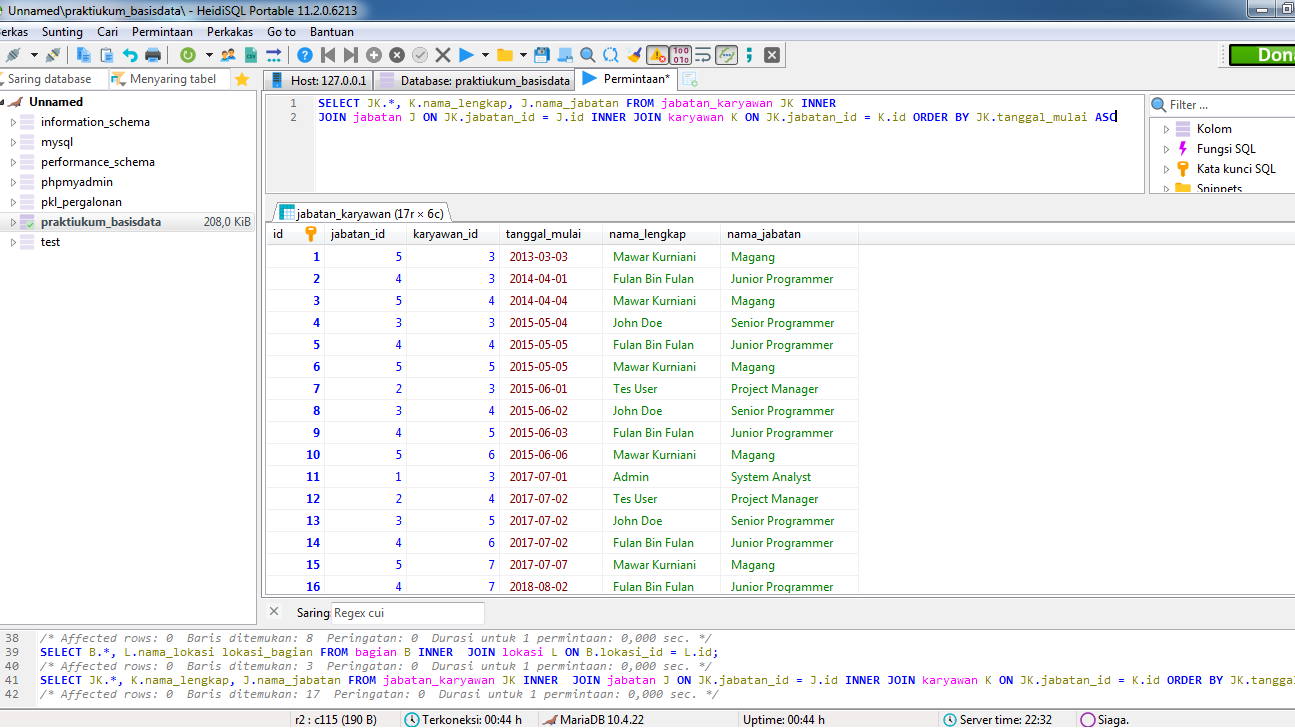 Unnamed\praktiukum_basisdata\ - HeidiSQL Portable 11.2.0.6213
erkas Sunting Cari Permintaan Perkakas Go to Bantuan
Dona
Saring database Menyaring tabel Host: 127.0.0.1 Database: praktiukum_basisdata Permintaan*
Unnamed
information_schema
mysql
performance_schema
phpmyadmin
pkl_pergalonan
praktiukum_basisdata 208,0 KiB
test
1 SELECT JK.*, K.nama_lengkap, J.nama_jabatan FROM jabatan_karyawan JK INNER
2 JOIN jabatan J ON JK.jabatan_id = J.id INNER JOIN karyawan K ON JK.jabatan_id = K.id ORDER BY JK.tanggal_mulai ASC
Filter ...
Kolom
Fungsi SQL
Kata kunci SQL
Snippets
jabatan_karyawan (17r × 6c)
id jabatan_id karyawan_id tanggal_mulai nama_lengkap nama_jabatan
1 5 3 2013-03-03 Mawar Kurniani Magang
2 4 3 2014-04-01 Fulan Bin Fulan Junior Programmer
3 5 4 2014-04-04 Mawar Kurniani Magang
4 3 3 2015-05-04 John Doe Senior Programmer
5 4 4 2015-05-05 Fulan Bin Fulan Junior Programmer
6 5 5 2015-05-05 Mawar Kurniani Magang
7 2 3 2015-06-01 Tes User Project Manager
8 3 4 2015-06-02 John Doe Senior Programmer
9 4 5 2015-06-03 Fulan Bin Fulan Junior Programmer
10 5 6 2015-06-06 Mawar Kurniani Magang
11 1 3 2017-07-01 Admin System Analyst
12 2 4 2017-07-02 Tes User Project Manager
13 3 5 2017-07-02 John Doe Senior Programmer
14 4 6 2017-07-02 Fulan Bin Fulan Junior Programmer
15 5 7 2017-07-07 Mawar Kurniani Magang
16 4 7 2018-08-02 Fulan Bin Fulan Junior Programmer
Saring Regex cui
38 /* Affected rows: 0 Baris ditemukan: 8 Peringatan: 0 Durasi untuk 1 permintaan: 0,000 sec. */
39 SELECT B.*, L.nama_lokasi lokasi_bagian FROM bagian B INNER JOIN lokasi L ON B.lokasi_id = L.id;
40 /* Affected rows: 0 Baris ditemukan: 3 Peringatan: 0 Durasi untuk 1 permintaan: 0,000 sec. */
41 SELECT JK.*, K.nama_lengkap, J.nama_jabatan FROM jabatan_karyawan JK INNER JOIN jabatan J ON JK.jabatan_id = J.id INNER JOIN karyawan K ON JK.jabatan_id = K.id ORDER BY JK.tangga
42 /* Affected rows: 0 Baris ditemukan: 17 Peringatan: 0 Durasi untuk 1 permintaan: 0,000 sec. */
r2 : c115 (190 B) Terkoneksi: 00:44 h MariaDB 10.4.22 Uptime: 00:44 h Server time: 22:32 Siaga.